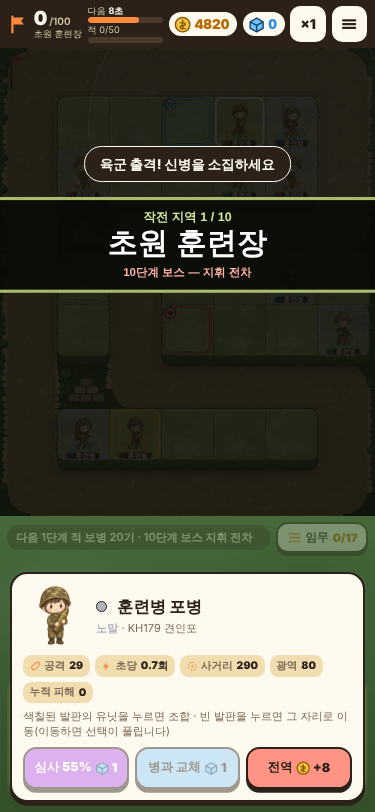 0 /100
초원 훈련장
다음 8초
적 0/50
4820
0
×1
육군 출격! 신병을 소집하세요
작전 지역 1 / 10
초원 훈련장
10단계 보스 — 지휘 전차
다음 1단계 적 보병 20기 · 10단계 보스 지휘 전차
임무 0/17
훈련병 포병
노말 · KH179 견인포
공격 29
초당 0.7회
사거리 290
광역 80
누적 피해 0
색칠된 발판의 유닛을 누르면 조합 · 빈 발판을 누르면 그 자리로 이
동(이동하면 선택이 풀립니다)
심사 55% 1
병과 교체 1
전역 +8